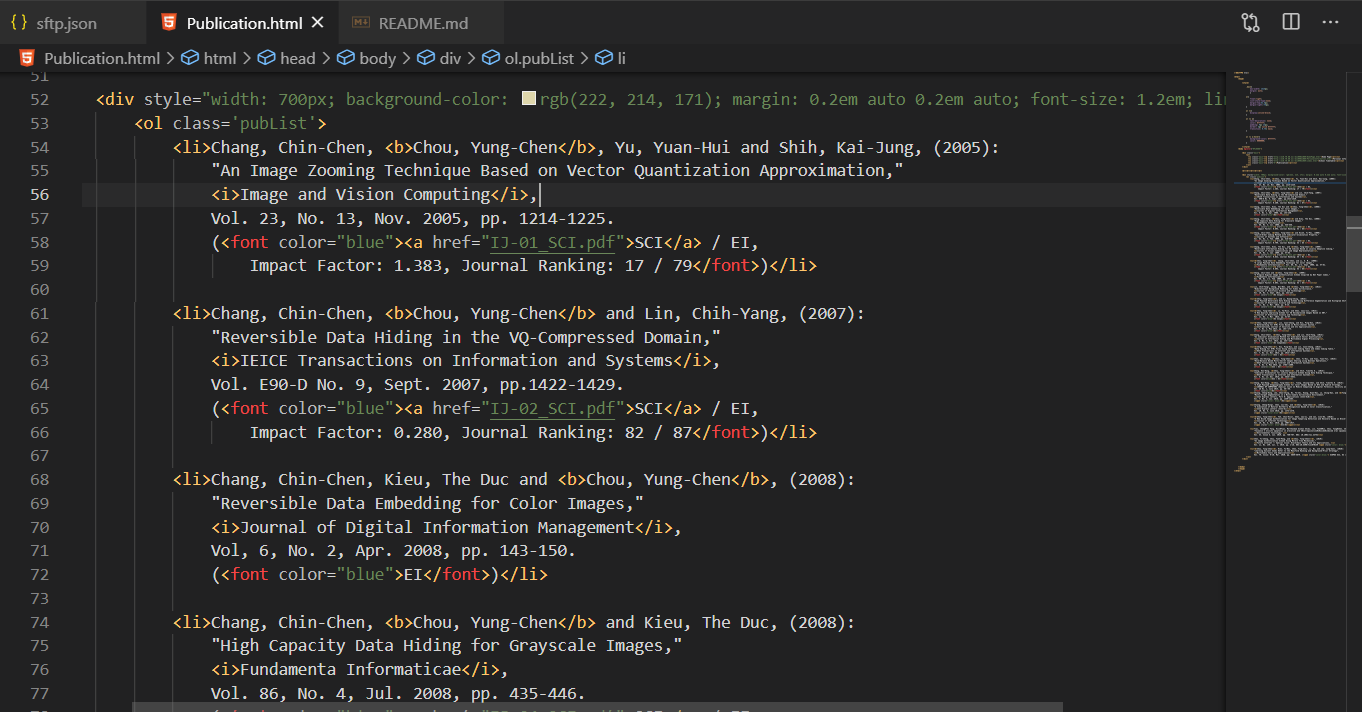 {} sftp.json Publication.html × README.md ...
Publication.html > html > head > body > div > ol.pubList > li
51
52 <div style="width: 700px; background-color: rgb(222, 214, 171); margin: 0.2em auto 0.2em auto; font-size: 1.2em; lin
53 <ol class='pubList'>
54 <li>Chang, Chin-Chen, <b>Chou, Yung-Chen</b>, Yu, Yuan-Hui and Shih, Kai-Jung, (2005):
55 "An Image Zooming Technique Based on Vector Quantization Approximation,"
56 <i>Image and Vision Computing</i>,
57 Vol. 23, No. 13, Nov. 2005, pp. 1214-1225.
58 (<font color="blue"><a href="IJ-01_SCI.pdf">SCI</a> / EI,
59 Impact Factor: 1.383, Journal Ranking: 17 / 79</font>)</li>
60
61 <li>Chang, Chin-Chen, <b>Chou, Yung-Chen</b> and Lin, Chih-Yang, (2007):
62 "Reversible Data Hiding in the VQ-Compressed Domain,"
63 <i>IEICE Transactions on Information and Systems</i>,
64 Vol. E90-D No. 9, Sept. 2007, pp.1422-1429.
65 (<font color="blue"><a href="IJ-02_SCI.pdf">SCI</a> / EI,
66 Impact Factor: 0.280, Journal Ranking: 82 / 87</font>)</li>
67
68 <li>Chang, Chin-Chen, Kieu, The Duc and <b>Chou, Yung-Chen</b>, (2008):
69 "Reversible Data Embedding for Color Images,"
70 <i>Journal of Digital Information Management</i>,
71 Vol, 6, No. 2, Apr. 2008, pp. 143-150.
72 (<font color="blue">EI</font>)</li>
73
74 <li>Chang, Chin-Chen, <b>Chou, Yung-Chen</b> and Kieu, The Duc, (2008):
75 "High Capacity Data Hiding for Grayscale Images,"
76 <i>Fundamenta Informaticae</i>,
77 Vol. 86, No. 4, Jul. 2008, pp. 435-446.